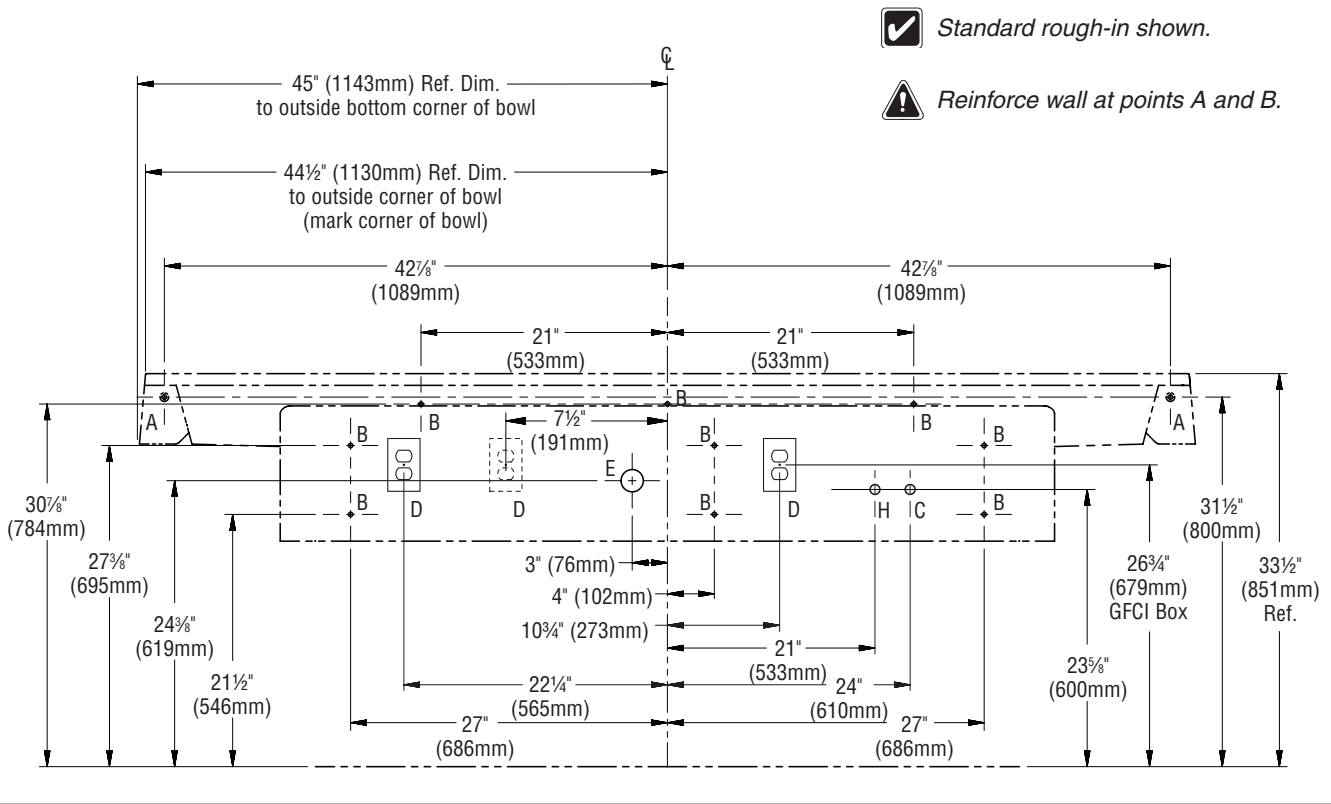 Standard rough-in shown.
℄
45" (1143mm) Ref. Dim.
to outside bottom corner of bowl
Reinforce wall at points A and B.
44½" (1130mm) Ref. Dim.
to outside corner of bowl
(mark corner of bowl)
42⅞"
(1089mm)
42⅞"
(1089mm)
21"
(533mm)
21"
(533mm)
B
A
B
B
A
7½"
(191mm)
B
B
B
E
B
B
B
D
D
D
H
C
30⅞"
(784mm)
31½"
(800mm)
27⅜"
(695mm)
3" (76mm)
26¾"
(679mm)
GFCI Box
33½"
(851mm)
Ref.
4" (102mm)
24⅜"
(619mm)
10¾" (273mm)
21"
(533mm)
23⅝"
(600mm)
21½"
(546mm)
22¼"
(565mm)
24"
(610mm)
27"
(686mm)
27"
(686mm)